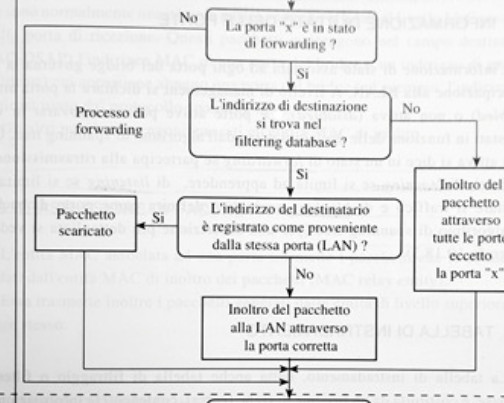 No
La porta "x" è in stato
di forwarding ?
Si
Processo di
forwarding
L'indirizzo di destinazione
sta nel
filtering database ?
No
Si
Pacchetto
scaricato
Si
L'indirizzo del destinatario
è registrato come proveniente
dalla stessa porta (LAN) ?
Inoltro del
pacchetto
attraverso
tutte le porte
eccetto
la porta "x"
No
Inoltro del pacchetto
alla LAN attraverso
la porta corretta